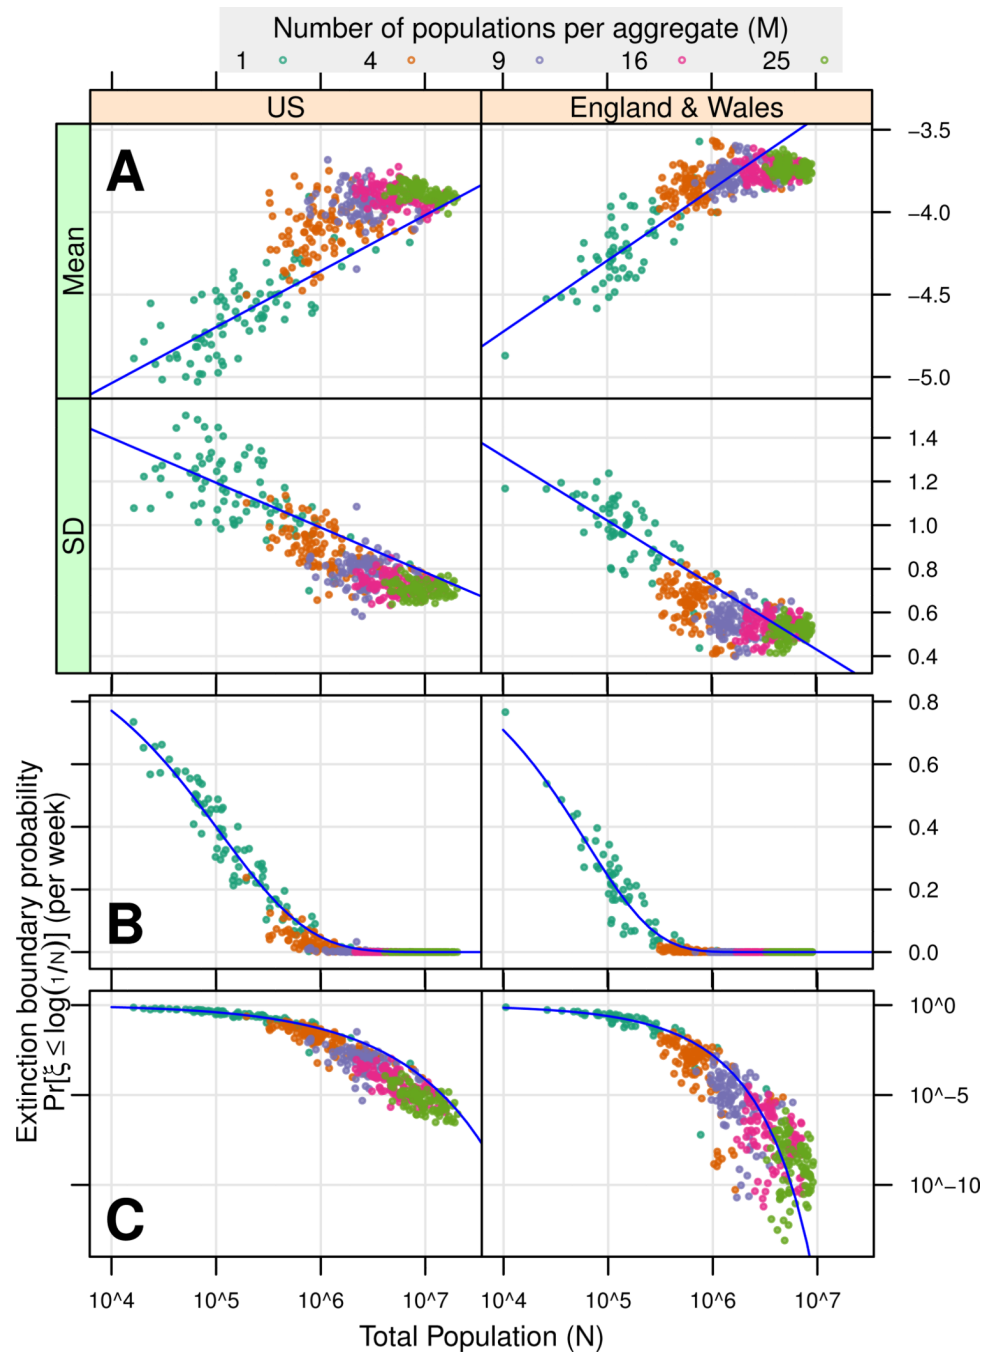 Number of populations per aggregate (M)
1 4 9 16 25
US England & Wales
A
Mean
−3.5
−4.0
−4.5
−5.0
SD
1.4
1.2
1.0
0.8
0.6
0.4
B
Extinction boundary probability
Pr[ξ ≤ log(1/N)] (per week)
0.8
0.6
0.4
0.2
0.0
C
10^0
10^−5
10^−10
10^4 10^5 10^6 10^7 10^4 10^5 10^6 10^7
Total Population (N)